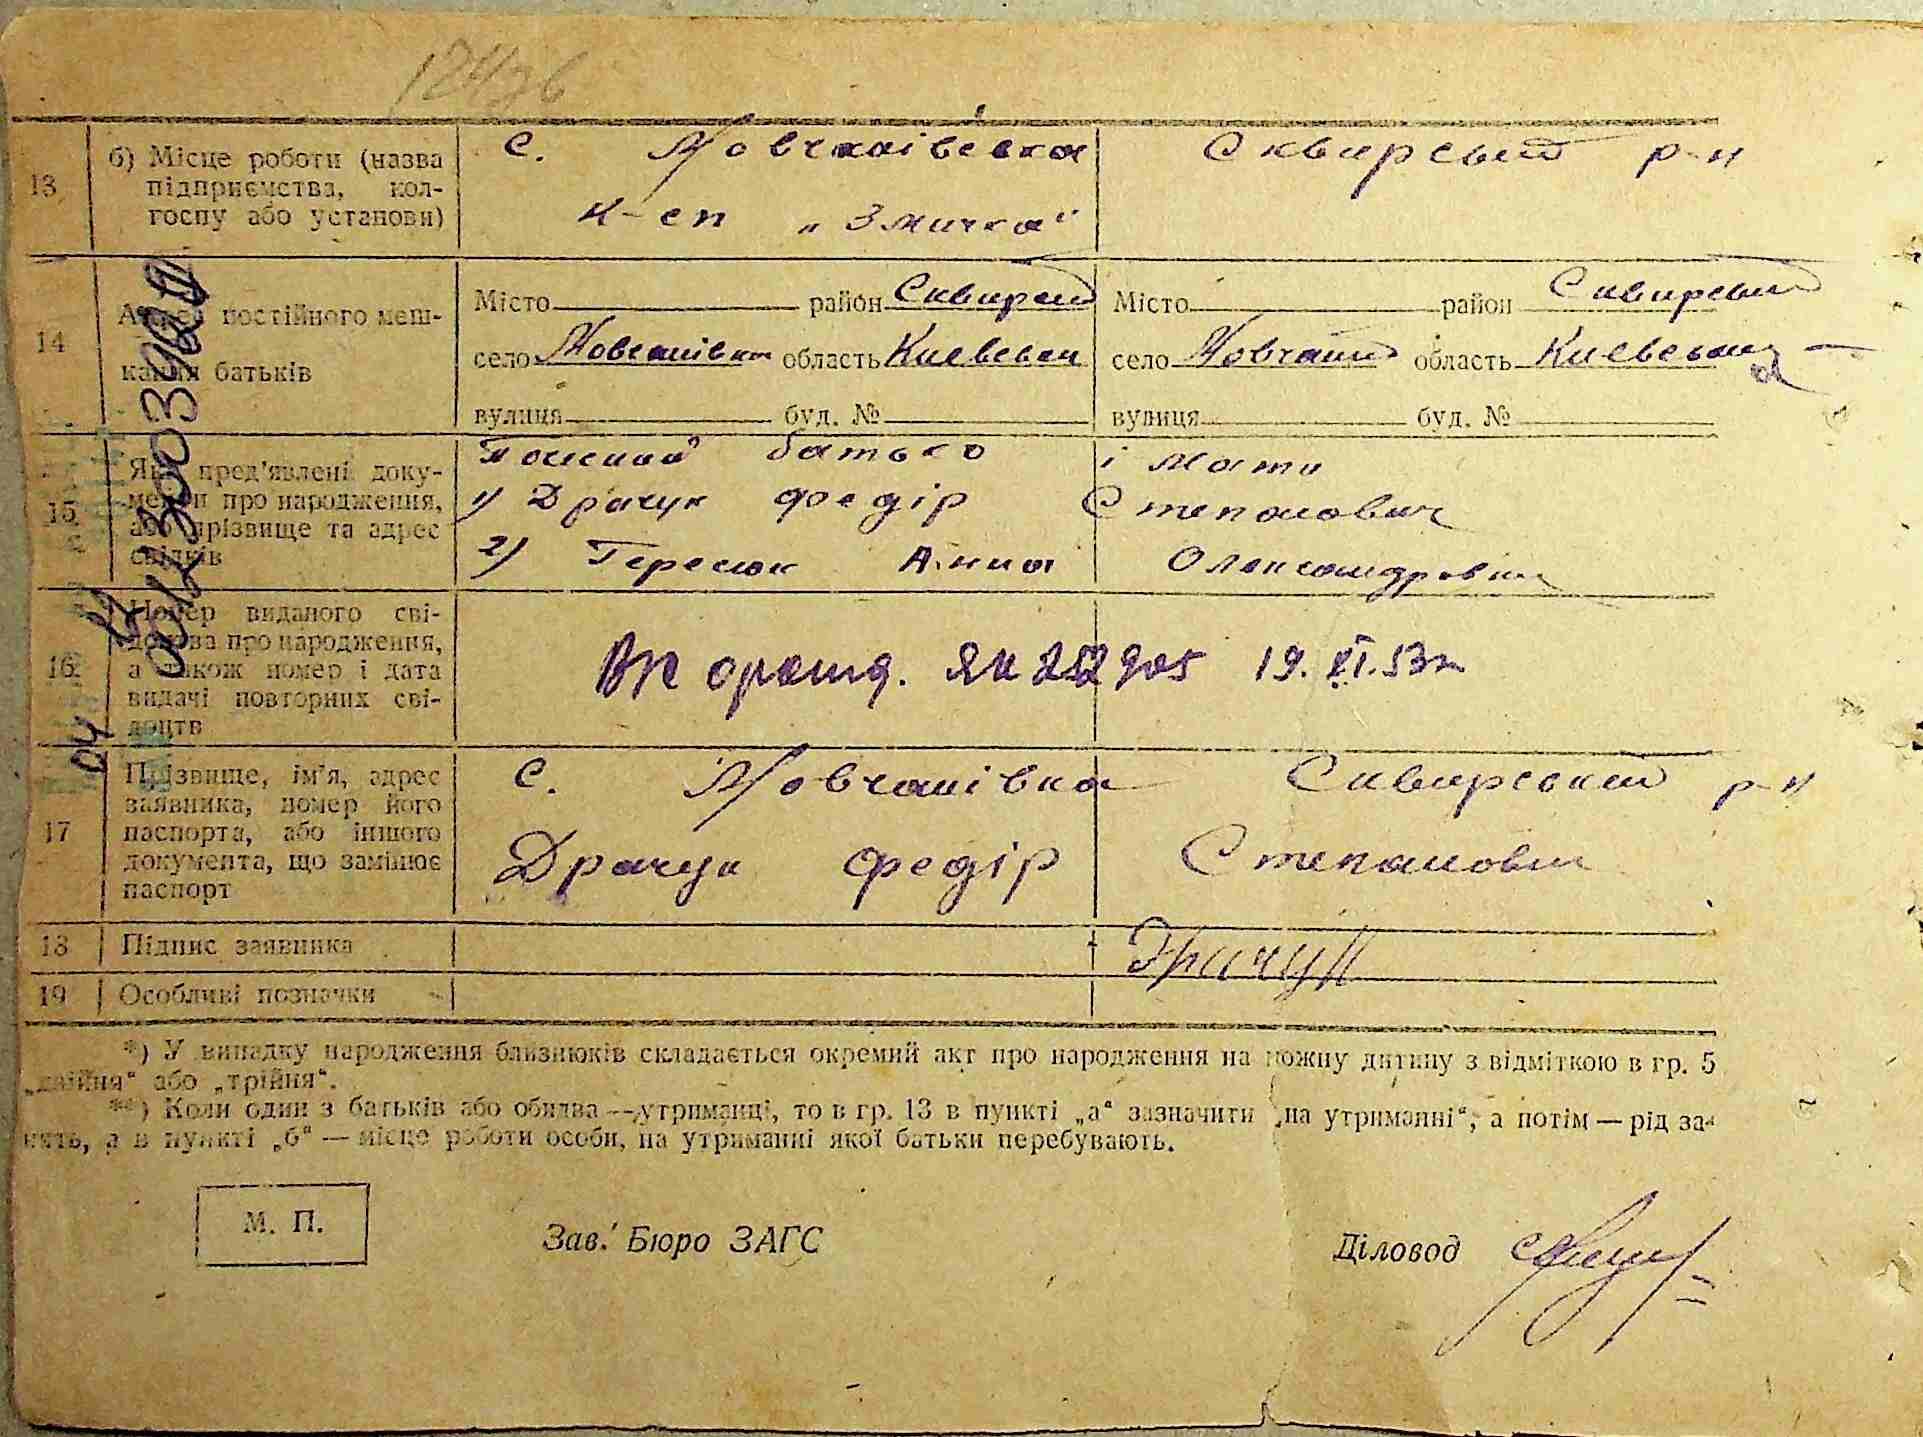 13 б) Місце роботи (назва підприємства, колгоспу або установи)
с. Мовчанівська Сквирський р-н
к-сп „Змичка"
14 Адрес постійного мешкання батьків
Місто район Сквирський Місто район Сквирський
село Мовчанівка область Київська село область Київська
вулиця буд. № вулиця буд. №
15 Які пред'явлені документи про народження, або прізвище та адрес свідків
батько і мати
1) Драчук Федір Степанович
2) Анна Олександрівна
16 Номер виданого свідоцтва про народження, а також номер і дата видачі повторних свідоцтв
19.XI.53
17 Прізвище, ім'я, адрес заявника, номер його паспорта, або іншого документа, що замінює паспорт
с. Мовчанівка Сквирський р-н
Драчук Федір Степанович
18 Підпис заявника Драчук
19 Особливі позначки
*) У випадку народження близнюків складається окремий акт про народження на кожну дитину з відміткою в гр. 5
„двійня" або „трійня".
**) Коли один з батьків або обидва—утриманці, то в гр. 13 в пункті „а" зазначити „на утриманні", а потім—рід за-
нять, а в пункті „б" — місце роботи особи, на утриманні якої батьки перебувають.
М. П.
Зав. Бюро ЗАГС
Діловод